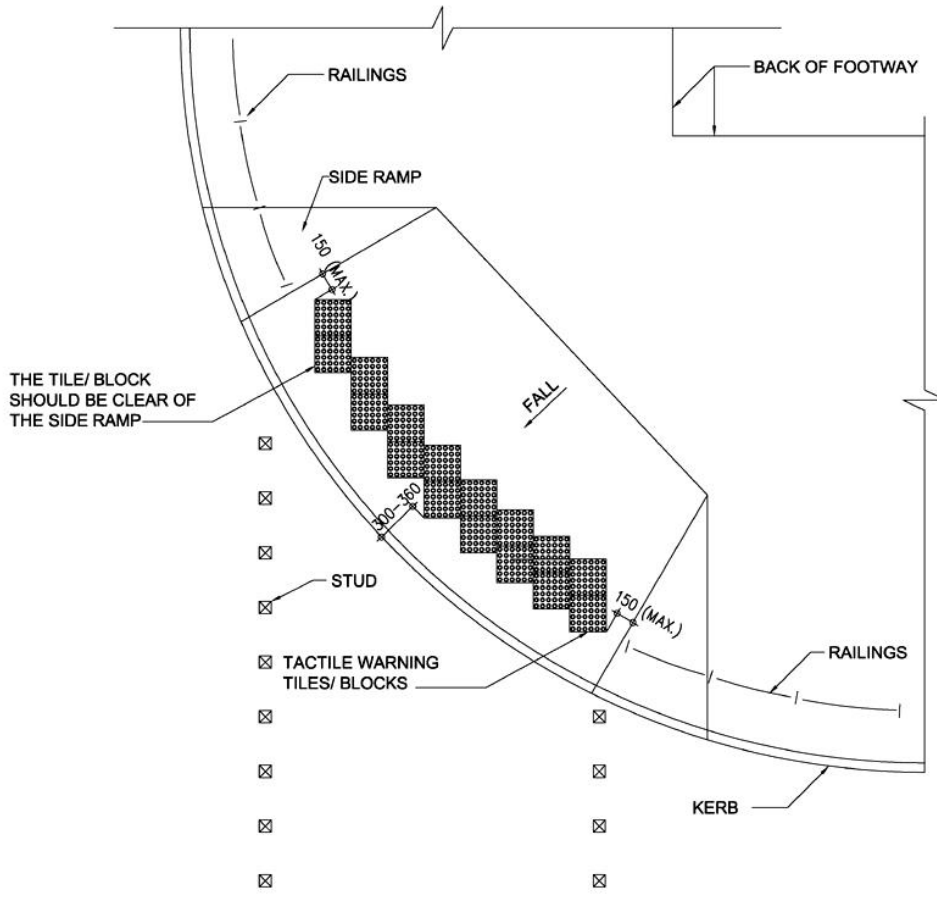 RAILINGS
BACK OF FOOTWAY
SIDE RAMP
150
(MAX.)
THE TILE/ BLOCK
SHOULD BE CLEAR OF
THE SIDE RAMP
FALL
300-360
STUD
150 (MAX.)
TACTILE WARNING
TILES/ BLOCKS
RAILINGS
KERB